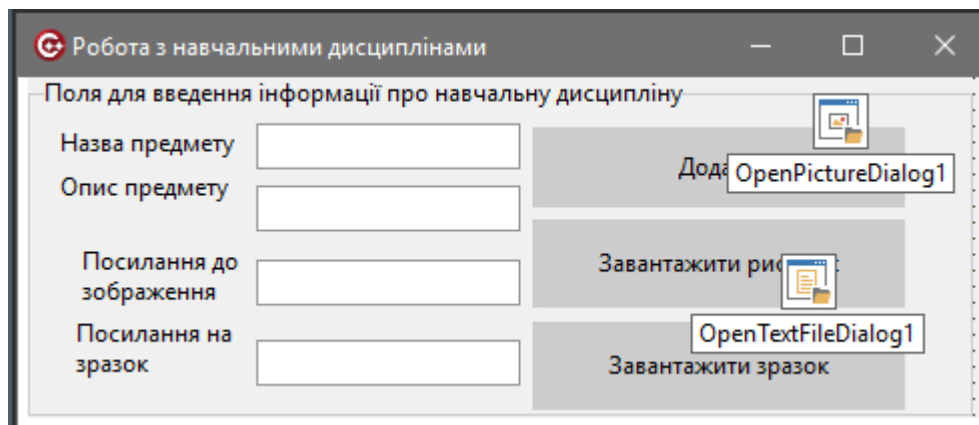 Робота з навчальними дисциплінами
Поля для введення інформації про навчальну дисципліну
Назва предмету
Опис предмету
OpenPictureDialog1
Посилання до
зображення
Завантажити
Посилання на
зразок
OpenTextFileDialog1
Завантажити зразок